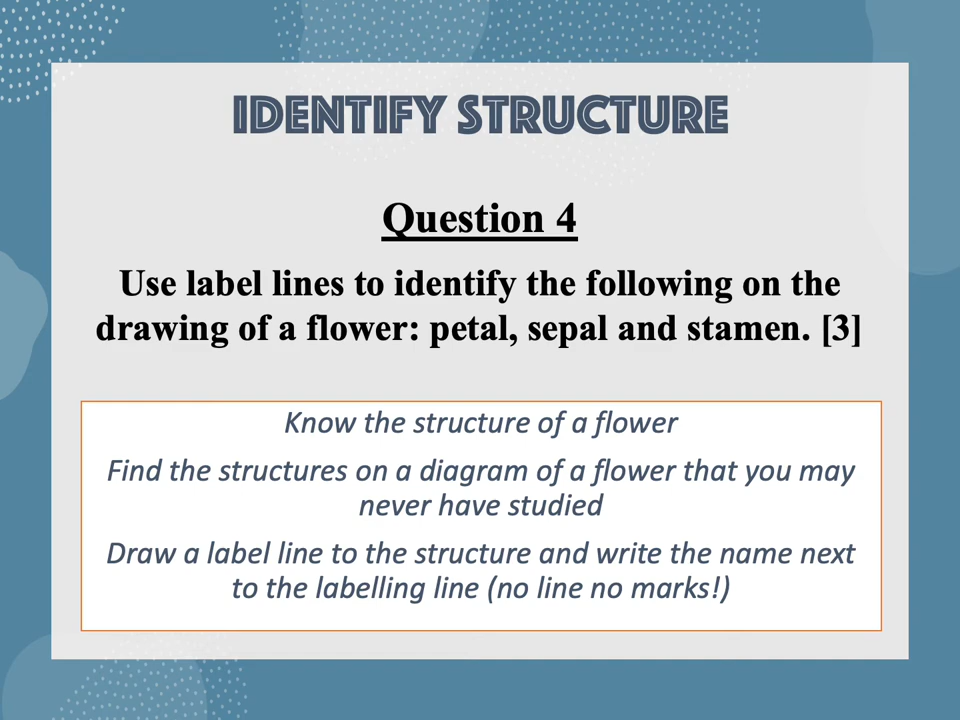 IDENTIFY STRUCTURE
Question 4
Use label lines to identify the following on the
drawing of a flower: petal, sepal and stamen. [3]
Know the structure of a flower
Find the structures on a diagram of a flower that you may
never have studied
Draw a label line to the structure and write the name next
to the labelling line (no line no marks!)